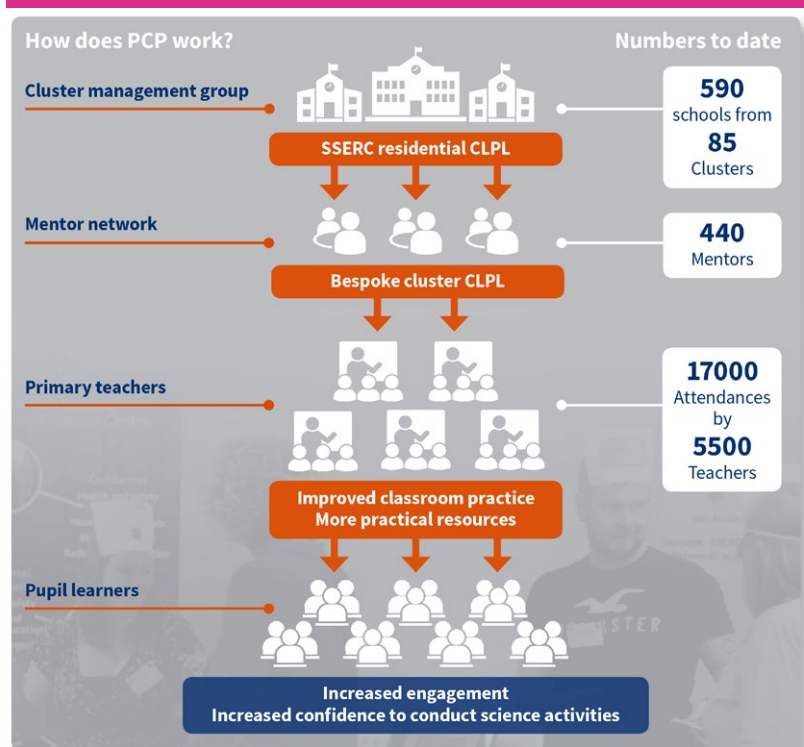 How does PCP work?
Numbers to date
Cluster management group
590
schools from
85
Clusters
SSERC residential CLPL
Mentor network
440
Mentors
Bespoke cluster CLPL
Primary teachers
17000
Attendances
by
5500
Teachers
Improved classroom practice
More practical resources
Pupil learners
Increased engagement
Increased confidence to conduct science activities